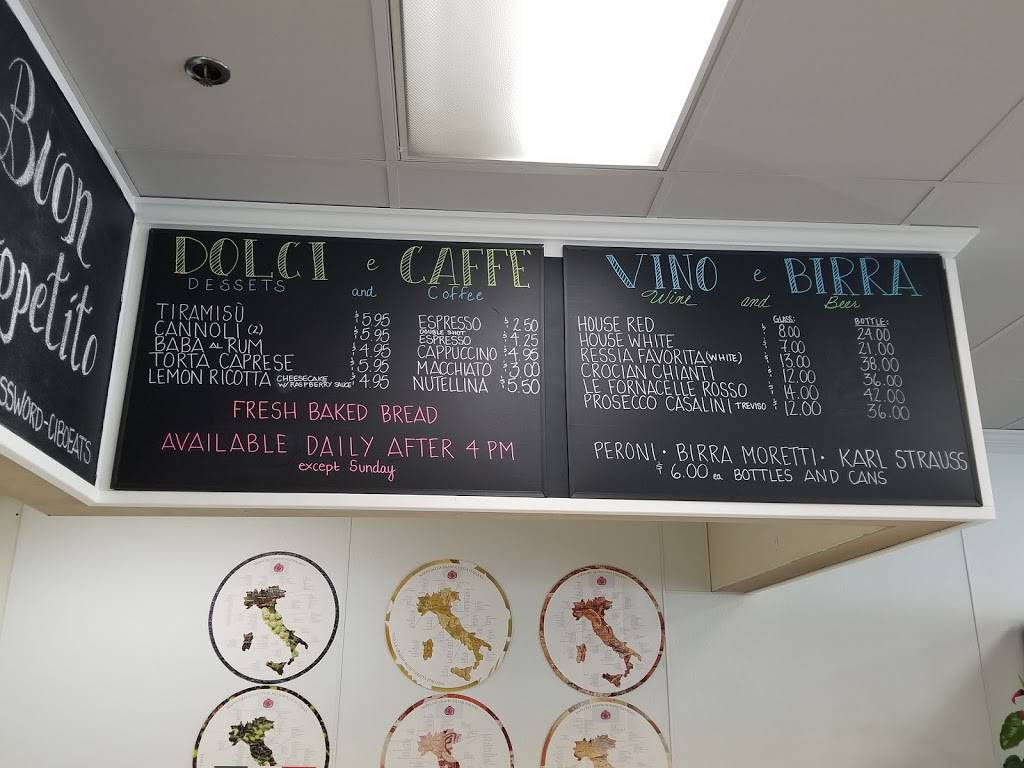 Buon
Appetito
PASSWORD-CIBOEATS
DOLCI e CAFFÈ
DESSETS and Coffee
TIRAMISÙ $5.95
CANNOLI (2) $5.95
BABA AL RUM $4.95
TORTA CAPRESE $5.95
LEMON RICOTTA CHEESECAKE W/RASPBERRY SAUCE $4.95
ESPRESSO $2.50
DOUBLE SHOT
ESPRESSO $4.25
CAPPUCCINO $4.95
MACCHIATO $3.00
NUTELLINA $5.50
FRESH BAKED BREAD
AVAILABLE DAILY AFTER 4 PM
except Sunday
VINO e BIRRA
Wine and Beer
GLASS: BOTTLE:
HOUSE RED $8.00 24.00
HOUSE WHITE $7.00 21.00
RESSIA FAVORITA (WHITE) $13.00 38.00
CROCIAN CHIANTI $12.00 36.00
LE FORNACELLE ROSSO $14.00 42.00
PROSECCO CASALINI TREVISO $12.00 36.00
PERONI • BIRRA MORETTI • KARL STRAUSS
$6.00 ea BOTTLES AND CANS